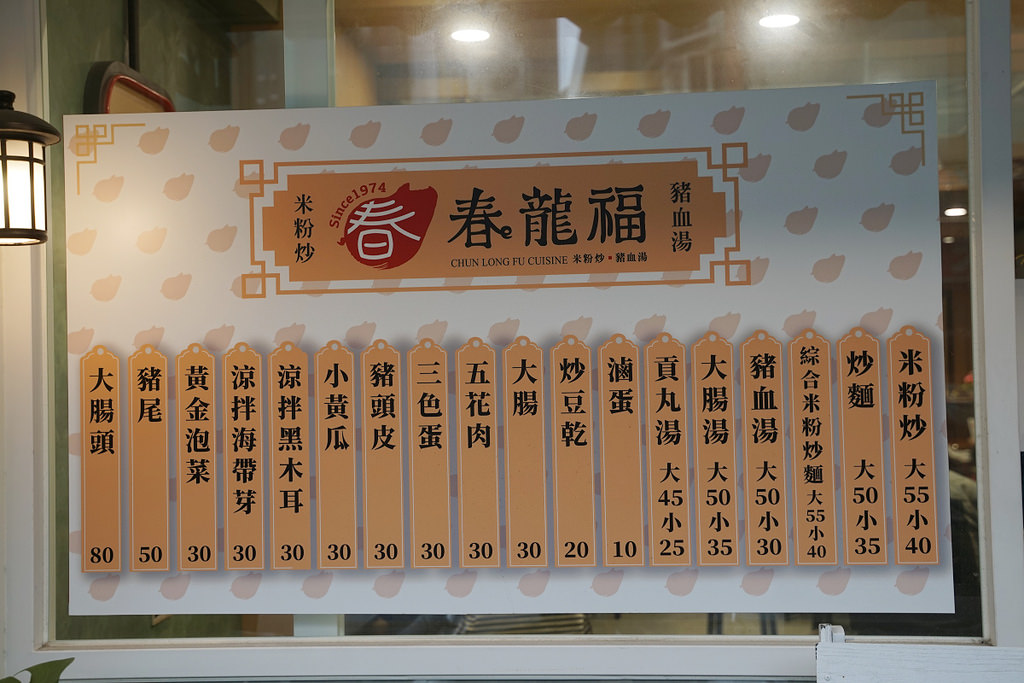 米粉炒
Since1974
春
春龍福
CHUN LONG FU CUISINE 米粉炒▪豬血湯
豬血湯
米粉炒 大55小40
炒麵 大50小35
綜合米粉炒麵 大55小40
豬血湯 大50小30
大腸湯 大50小35
貢丸湯 大45小25
滷蛋 10
炒豆乾 20
大腸 30
五花肉 30
三色蛋 30
豬頭皮 30
小黃瓜 30
涼拌黑木耳 30
涼拌海帶芽 30
黃金泡菜 30
豬尾 50
大腸頭 80